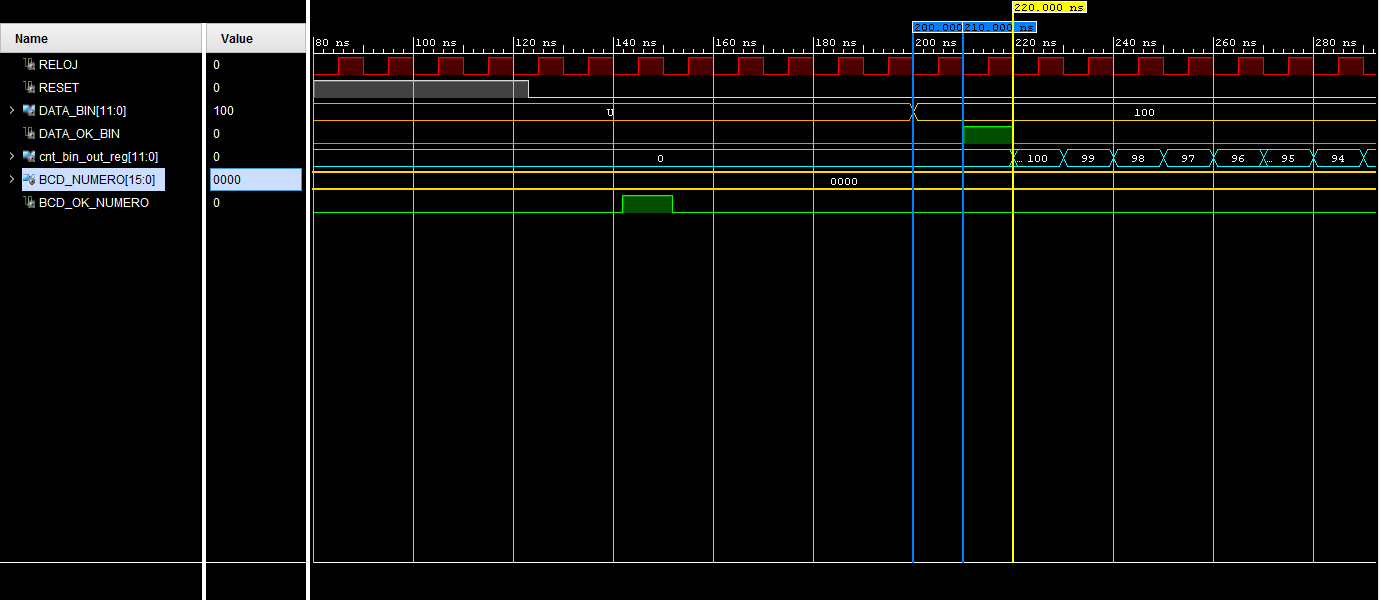 220.000 ns
200.000 210.000 ns
Name Value
80 ns 100 ns 120 ns 140 ns 160 ns 180 ns 200 ns 220 ns 240 ns 260 ns 280 ns
RELOJ 0
RESET 0
DATA_BIN[11:0] 100 U 100
DATA_OK_BIN 0
cnt_bin_out_reg[11:0] 0 0 ... 100 99 98 97 96 ... 95 94
BCD_NUMERO[15:0] 0000 0000
BCD_OK_NUMERO 0